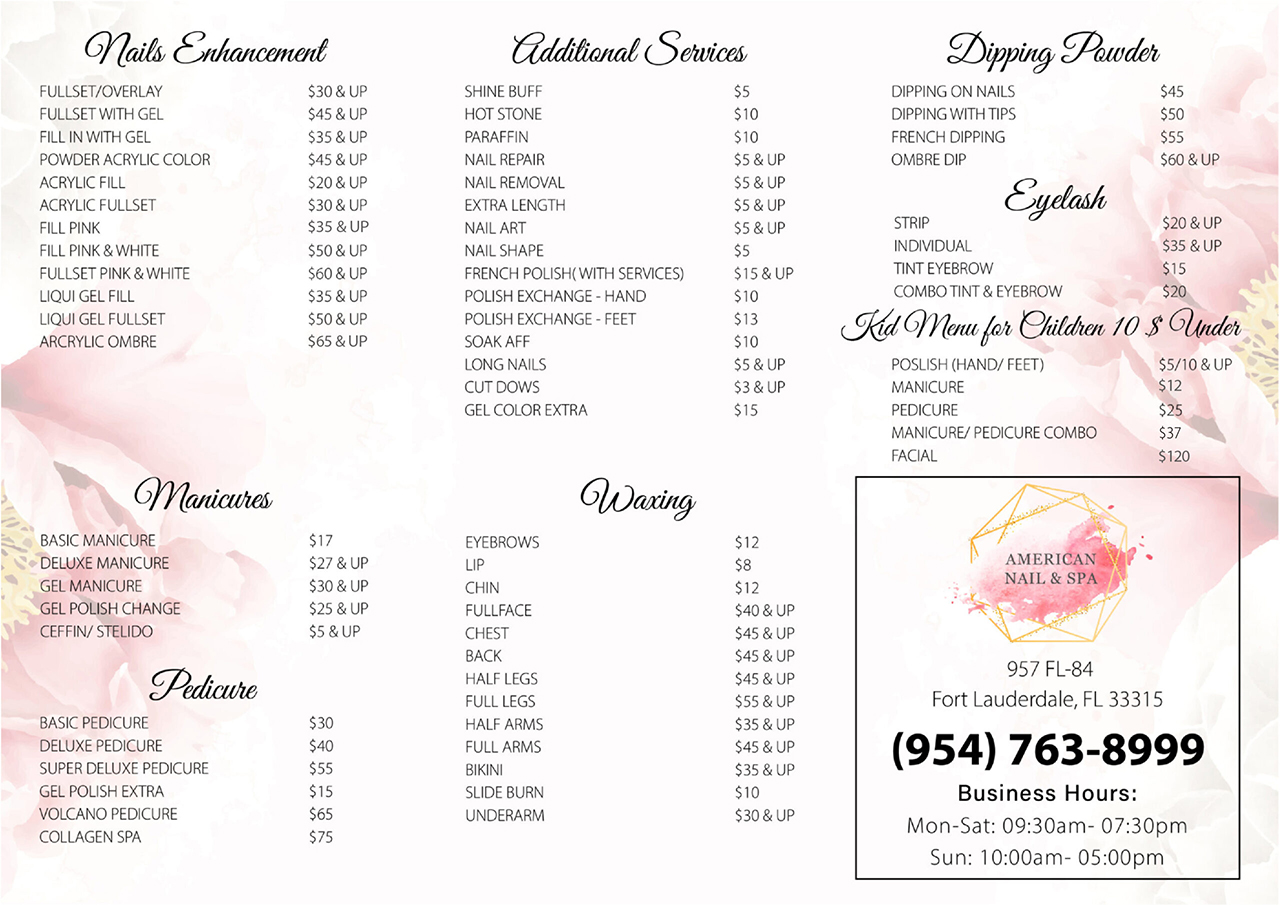 Nails Enhancement
FULLSET/OVERLAY $30 & UP
FULLSET WITH GEL $45 & UP
FILL IN WITH GEL $35 & UP
POWDER ACRYLIC COLOR $45 & UP
ACRYLIC FILL $20 & UP
ACRYLIC FULLSET $30 & UP
FILL PINK $35 & UP
FILL PINK & WHITE $50 & UP
FULLSET PINK & WHITE $60 & UP
LIQUI GEL FILL $35 & UP
LIQUI GEL FULLSET $50 & UP
ARCRYLIC OMBRE $65 & UP
Manicures
BASIC MANICURE $17
DELUXE MANICURE $27 & UP
GEL MANICURE $30 & UP
GEL POLISH CHANGE $25 & UP
CEFFIN/ STELIDO $5 & UP
Pedicure
BASIC PEDICURE $30
DELUXE PEDICURE $40
SUPER DELUXE PEDICURE $55
GEL POLISH EXTRA $15
VOLCANO PEDICURE $65
COLLAGEN SPA $75
Additional Services
SHINE BUFF $5
HOT STONE $10
PARAFFIN $10
NAIL REPAIR $5 & UP
NAIL REMOVAL $5 & UP
EXTRA LENGTH $5 & UP
NAIL ART $5 & UP
NAIL SHAPE $5
FRENCH POLISH( WITH SERVICES) $15 & UP
POLISH EXCHANGE - HAND $10
POLISH EXCHANGE - FEET $13
SOAK AFF $10
LONG NAILS $5 & UP
CUT DOWS $3 & UP
GEL COLOR EXTRA $15
Waxing
EYEBROWS $12
LIP $8
CHIN $12
FULLFACE $40 & UP
CHEST $45 & UP
BACK $45 & UP
HALF LEGS $45 & UP
FULL LEGS $55 & UP
HALF ARMS $35 & UP
FULL ARMS $45 & UP
BIKINI $35 & UP
SLIDE BURN $10
UNDERARM $30 & UP
Dipping Powder
DIPPING ON NAILS $45
DIPPING WITH TIPS $50
FRENCH DIPPING $55
OMBRE DIP $60 & UP
Eyelash
STRIP $20 & UP
INDIVIDUAL $35 & UP
TINT EYEBROW $15
COMBO TINT & EYEBROW $20
Kid Menu for Children 10 $ Under
POSLISH (HAND/ FEET) $5/10 & UP
MANICURE $12
PEDICURE $25
MANICURE/ PEDICURE COMBO $37
FACIAL $120
AMERICAN
NAIL & SPA
957 FL-84
Fort Lauderdale, FL 33315
(954) 763-8999
Business Hours:
Mon-Sat: 09:30am- 07:30pm
Sun: 10:00am- 05:00pm